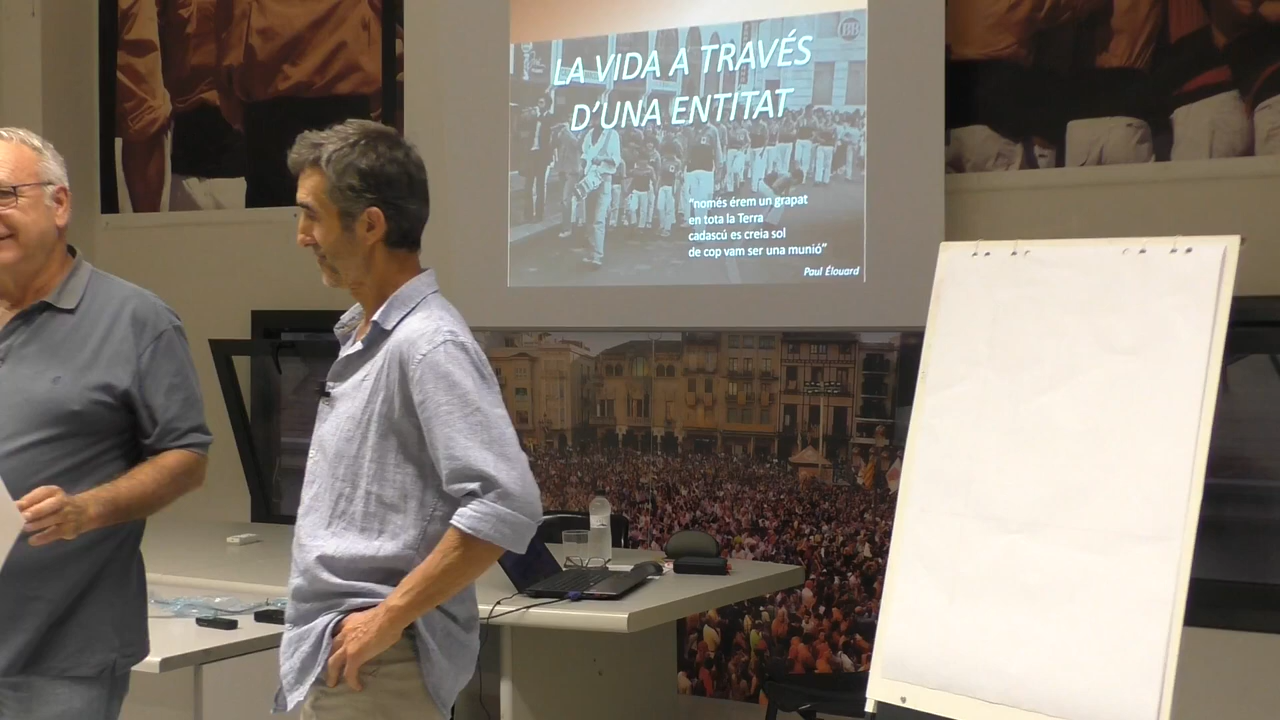 LA VIDA A TRAVÉS
D'UNA ENTITAT
“només érem un grapat
en tota la Terra
cadascú es creia sol
de cop vam ser una munió”
Paul Élouard